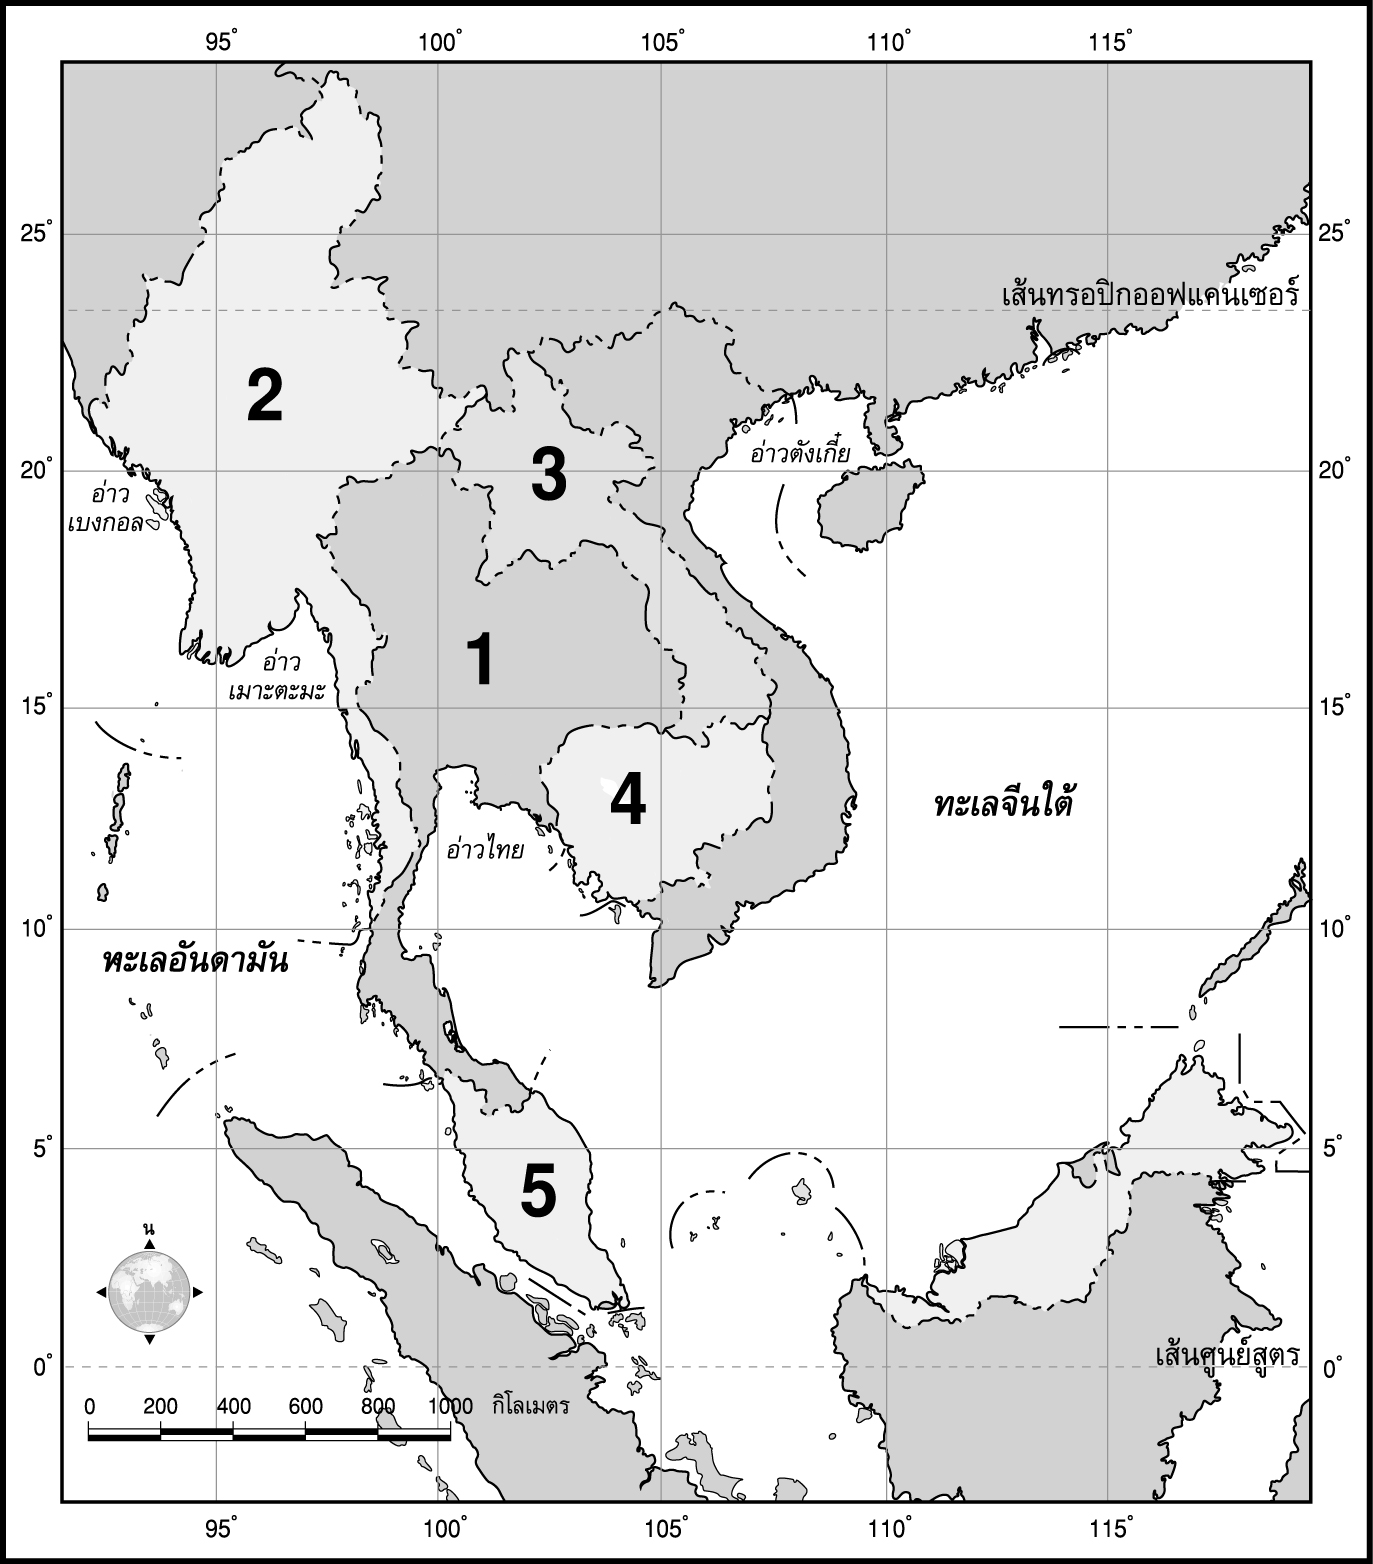 95° 100° 105° 110° 115°
25° 25°
เส้นทรอปิกออฟแคนเซอร์
2
3
อ่าวตังเกี๋ย
20° 20°
อ่าว
เบงกอล
1
อ่าว
เมาะตะมะ
15° 15°
4
ทะเลจีนใต้
อ่าวไทย
10° 10°
ทะเลอันดามัน
5° 5°
5
น
เส้นศูนย์สูตร
0° 0°
0 200 400 600 800 1000 กิโลเมตร
95° 100° 105° 110° 115°